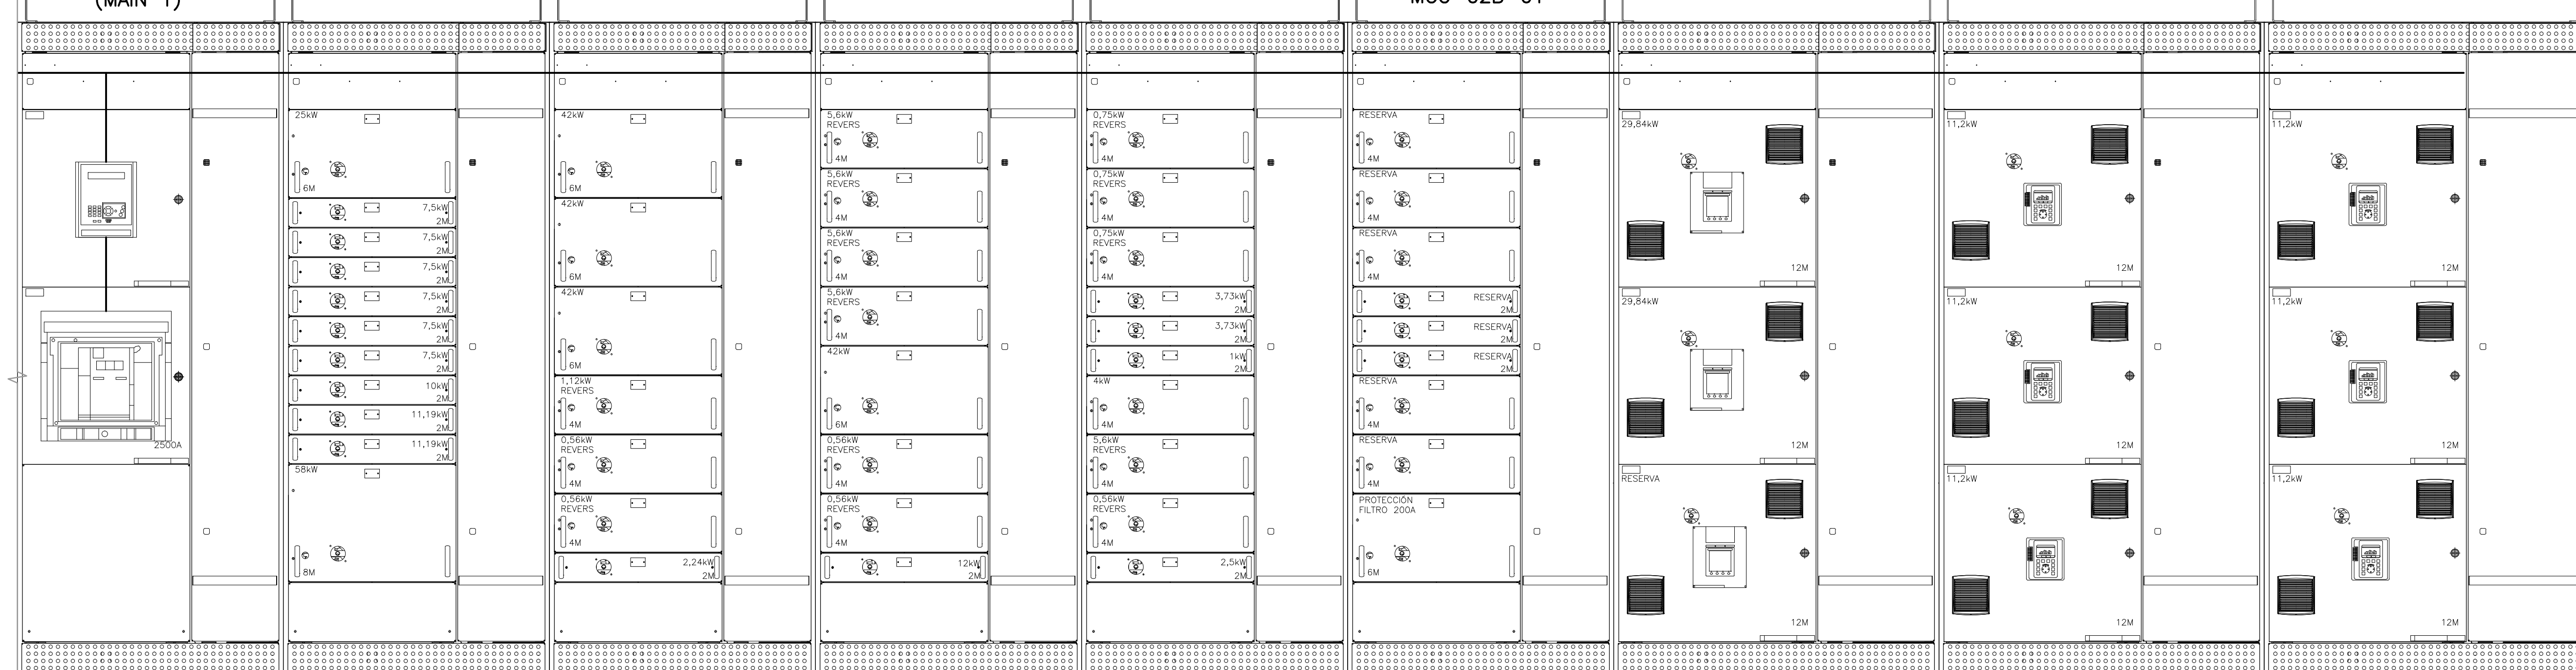 (MAIN 1)
2500A
25kW
6M
7,5kW
2M
7,5kW
2M
7,5kW
2M
7,5kW
2M
7,5kW
2M
7,5kW
2M
10kW
2M
11,19kW
2M
11,19kW
2M
58kW
8M
42kW
6M
42kW
6M
42kW
6M
1,12kW
REVERS
4M
0,56kW
REVERS
4M
0,56kW
REVERS
4M
2,24kW
2M
5,6kW
REVERS
4M
5,6kW
REVERS
4M
5,6kW
REVERS
4M
5,6kW
REVERS
4M
42kW
6M
0,56kW
REVERS
4M
0,56kW
REVERS
4M
12kW
2M
0,75kW
REVERS
4M
0,75kW
REVERS
4M
0,75kW
REVERS
4M
3,73kW
2M
3,73kW
2M
1kW
2M
4kW
4M
5,6kW
REVERS
4M
0,56kW
REVERS
4M
2,5kW
2M
RESERVA
4M
RESERVA
4M
RESERVA
4M
RESERVA
2M
RESERVA
2M
RESERVA
2M
RESERVA
4M
RESERVA
4M
PROTECCIÓN
FILTRO 200A
6M
29,84kW
12M
29,84kW
12M
RESERVA
12M
11,2kW
12M
11,2kW
12M
11,2kW
12M
11,2kW
12M
11,2kW
12M
11,2kW
12M